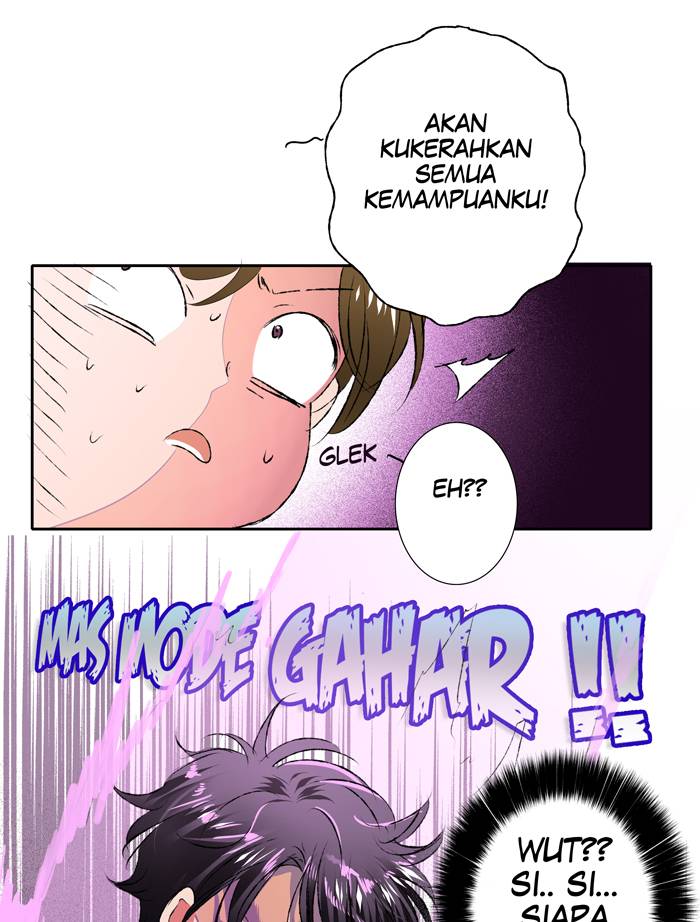 AKAN
KUKERAHKAN
SEMUA
KEMAMPUANKU!
GLEK
EH??
MAS MODE GAHAR !!
WUT??
SI.. SI...
SIAPA